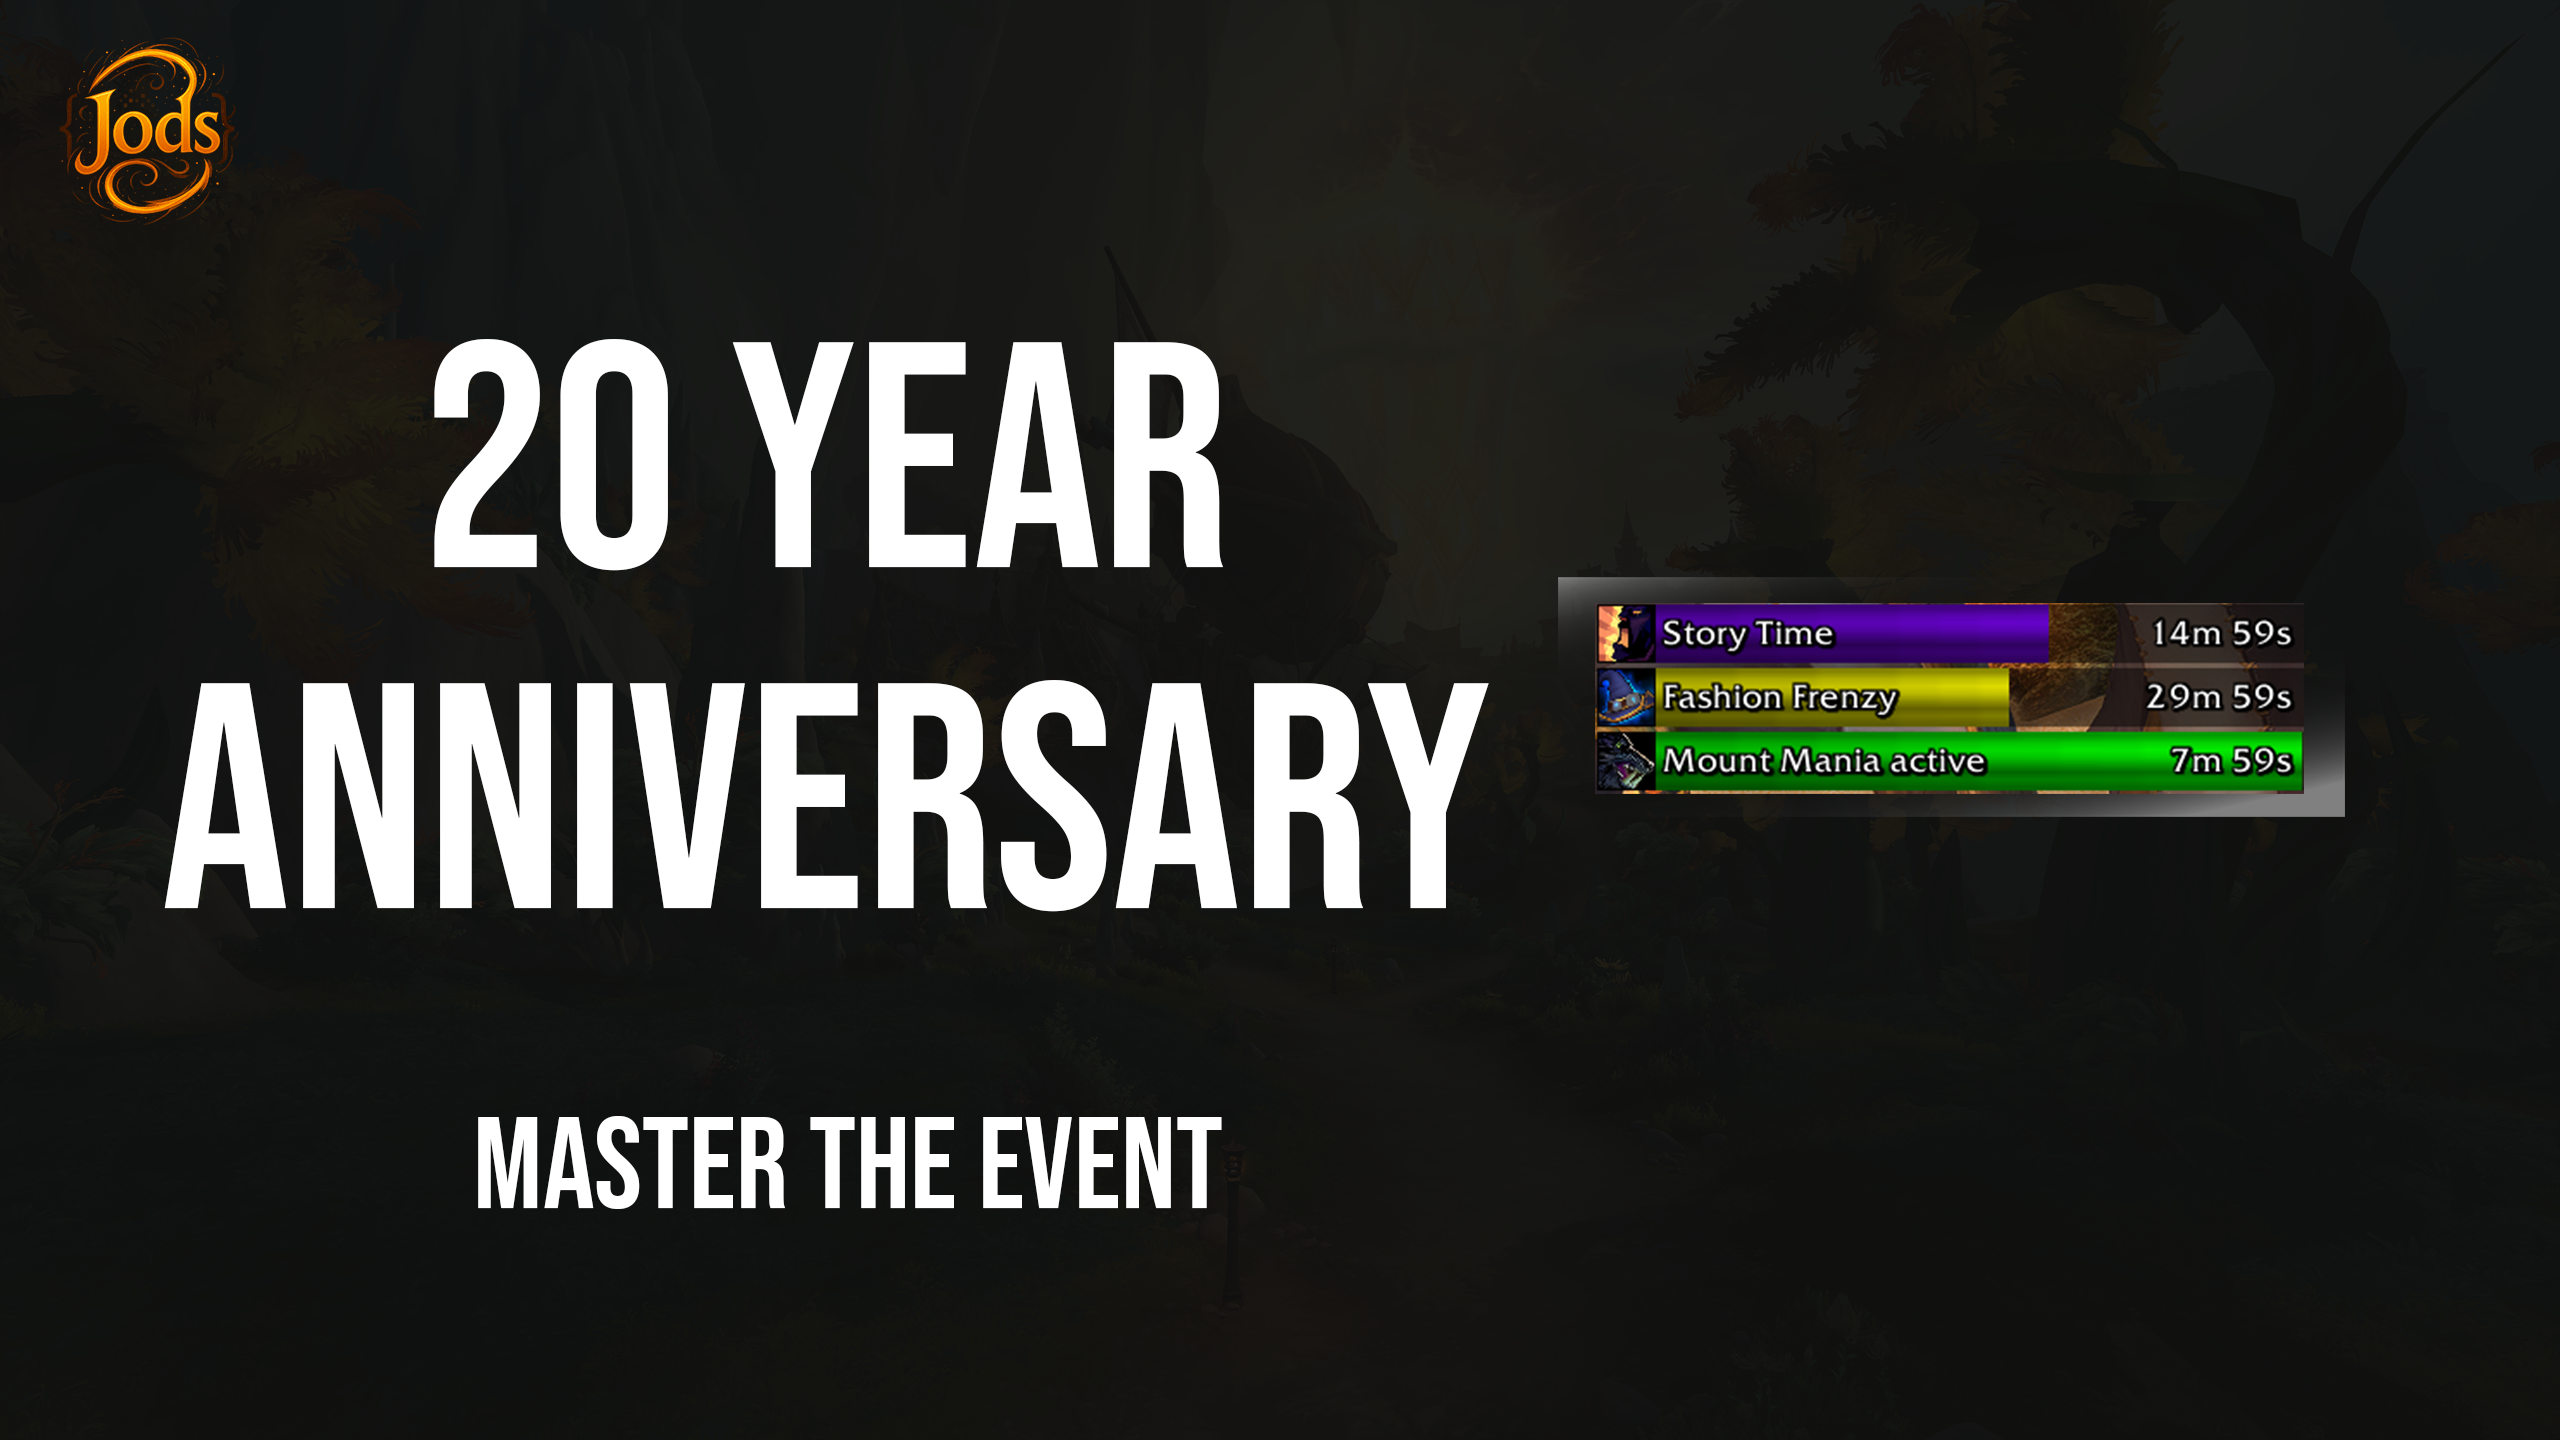 Jods
20 YEAR
ANNIVERSARY
MASTER THE EVENT
Story Time 14m 59s
Fashion Frenzy 29m 59s
Mount Mania active 7m 59s